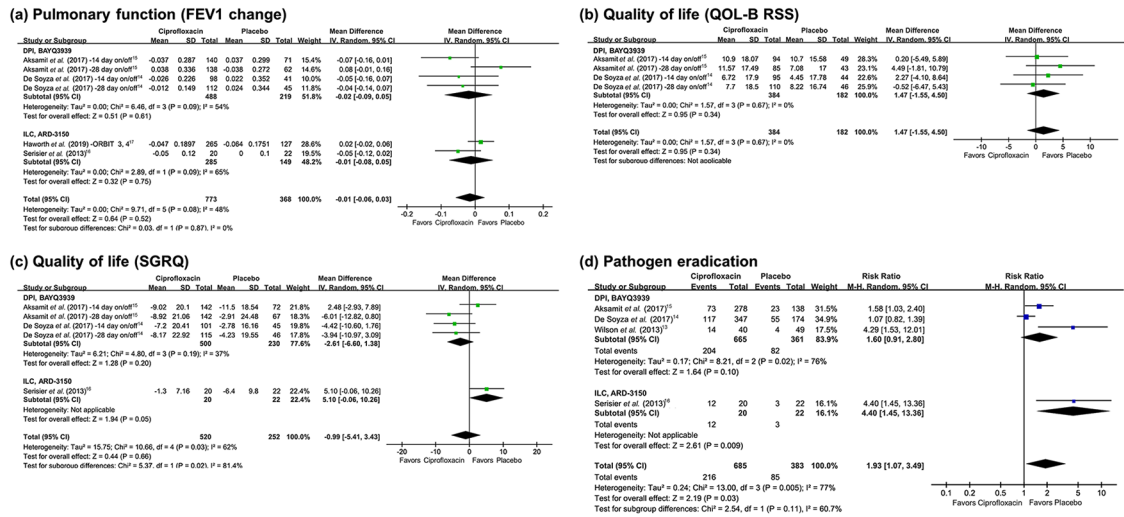 (a) Pulmonary function (FEV1 change)
Ciprofloxacin Placebo Mean Difference Mean Difference
Study or Subgroup Mean SD Total Mean SD Total Weight IV. Random. 95% CI IV. Random. 95% CI
DPI, BAYQ3939
Aksamit et al. (2017) -14 day on/off15 -0.037 0.287 140 0.037 0.299 71 15.4% -0.07 [-0.16, 0.01]
Aksamit et al. (2017) -28 day on/off15 0.038 0.336 138 -0.038 0.272 62 14.6% 0.08 [-0.01, 0.16]
De Soyza et al. (2017) -14 day on/off14 -0.026 0.226 98 0.022 0.352 41 10.1% -0.05 [-0.16, 0.07]
De Soyza et al. (2017) -28 day on/off14 -0.012 0.149 112 0.024 0.344 45 11.8% -0.04 [-0.14, 0.07]
Subtotal (95% CI) 488 219 51.8% -0.02 [-0.09, 0.05]
Heterogeneity: Tau² = 0.00; Chi² = 6.46, df = 3 (P = 0.09); I² = 54%
Test for overall effect: Z = 0.51 (P = 0.61)
ILC, ARD-3150
Haworth et al. (2019) -ORBIT 3, 417 -0.047 0.1897 265 -0.064 0.1751 127 28.6% 0.02 [-0.02, 0.06]
Serisier et al. (2013)16 -0.05 0.12 20 0 0.1 22 19.5% -0.05 [-0.12, 0.02]
Subtotal (95% CI) 285 149 48.2% -0.01 [-0.08, 0.05]
Heterogeneity: Tau² = 0.00; Chi² = 2.89, df = 1 (P = 0.09); I² = 65%
Test for overall effect: Z = 0.32 (P = 0.75)
Total (95% CI) 773 368 100.0% -0.01 [-0.06, 0.03]
Heterogeneity: Tau² = 0.00; Chi² = 9.71, df = 5 (P = 0.08); I² = 48%
Test for overall effect: Z = 0.64 (P = 0.52)
Test for subgroup differences: Chi² = 0.03. df = 1 (P = 0.87). I² = 0%
-0.2 -0.1 0 0.1 0.2
Favors Ciprofloxacin Favors Placebo
(b) Quality of life (QOL-B RSS)
Ciprofloxacin Placebo Mean Difference Mean Difference
Study or Subgroup Mean SD Total Mean SD Total Weight IV. Random. 95% CI IV. Random. 95% CI
DPI, BAYQ3939
Aksamit et al. (2017) -14 day on/off15 10.9 18.07 94 10.7 15.58 49 28.3% 0.20 [-5.49, 5.89]
Aksamit et al. (2017) -28 day on/off15 11.57 17.49 85 7.08 17 43 23.1% 4.49 [-1.81, 10.79]
De Soyza et al. (2017) -14 day on/off14 6.72 17.9 95 4.45 17.78 44 22.7% 2.27 [-4.10, 8.64]
De Soyza et al. (2017) -28 day on/off14 7.7 18.5 110 8.22 16.74 46 25.9% -0.52 [-6.47, 5.43]
Subtotal (95% CI) 384 182 100.0% 1.47 [-1.55, 4.50]
Heterogeneity: Tau² = 0.00; Chi² = 1.57, df = 3 (P = 0.67); I² = 0%
Test for overall effect: Z = 0.95 (P = 0.34)
Total (95% CI) 384 182 100.0% 1.47 [-1.55, 4.50]
Heterogeneity: Tau² = 0.00; Chi² = 1.57, df = 3 (P = 0.67); I² = 0%
Test for overall effect: Z = 0.95 (P = 0.34)
Test for subgroup differences: Not applicable
-10 -5 0 5 10
Favors Ciprofloxacin Favors Placebo
(c) Quality of life (SGRQ)
Ciprofloxacin Placebo Mean Difference Mean Difference
Study or Subgroup Mean SD Total Mean SD Total Weight IV. Random. 95% CI IV. Random. 95% CI
DPI, BAYQ3939
Aksamit et al. (2017) -14 day on/off15 -9.02 20.1 142 -11.5 18.54 72 21.8% 2.48 [-2.93, 7.89]
Aksamit et al. (2017) -28 day on/off15 -8.92 21.06 142 -2.91 24.48 67 18.3% -6.01 [-12.82, 0.80]
De Soyza et al. (2017) -14 day on/off14 -7.2 20.41 101 -2.78 16.16 45 19.5% -4.42 [-10.60, 1.76]
De Soyza et al. (2017) -28 day on/off14 -8.17 22.92 115 -4.23 19.55 46 18.1% -3.94 [-10.97, 3.09]
Subtotal (95% CI) 500 230 77.6% -2.61 [-6.60, 1.38]
Heterogeneity: Tau² = 6.21; Chi² = 4.80, df = 3 (P = 0.19); I² = 37%
Test for overall effect: Z = 1.28 (P = 0.20)
ILC, ARD-3150
Serisier et al. (2013)16 -1.3 7.16 20 -6.4 9.8 22 22.4% 5.10 [-0.06, 10.26]
Subtotal (95% CI) 20 22 22.4% 5.10 [-0.06, 10.26]
Heterogeneity: Not applicable
Test for overall effect: Z = 1.94 (P = 0.05)
Total (95% CI) 520 252 100.0% -0.99 [-5.41, 3.43]
Heterogeneity: Tau² = 15.75; Chi² = 10.66, df = 4 (P = 0.03); I² = 62%
Test for overall effect: Z = 0.44 (P = 0.66)
Test for subgroup differences: Chi² = 5.37. df = 1 (P = 0.02). I² = 81.4%
-20 -10 0 10 20
Favors Ciprofloxacin Favors Placebo
(d) Pathogen eradication
Ciprofloxacin Placebo Risk Ratio Risk Ratio
Study or Subgroup Events Total Events Total Weight M-H. Random. 95% CI M-H. Random. 95% CI
DPI, BAYQ3939
Aksamit et al. (2017)15 73 278 23 138 31.5% 1.58 [1.03, 2.40]
De Soyza et al. (2017)14 117 347 55 174 34.9% 1.07 [0.82, 1.39]
Wilson et al. (2013)13 14 40 4 49 17.6% 4.29 [1.53, 12.01]
Subtotal (95% CI) 665 361 83.9% 1.60 [0.91, 2.80]
Total events 204 82
Heterogeneity: Tau² = 0.17; Chi² = 8.21, df = 2 (P = 0.02); I² = 76%
Test for overall effect: Z = 1.64 (P = 0.10)
ILC, ARD-3150
Serisier et al. (2013)16 12 20 3 22 16.1% 4.40 [1.45, 13.36]
Subtotal (95% CI) 20 22 16.1% 4.40 [1.45, 13.36]
Total events 12 3
Heterogeneity: Not applicable
Test for overall effect: Z = 2.61 (P = 0.009)
Total (95% CI) 685 383 100.0% 1.93 [1.07, 3.49]
Total events 216 85
Heterogeneity: Tau² = 0.24; Chi² = 13.00, df = 3 (P = 0.005); I² = 77%
Test for overall effect: Z = 2.19 (P = 0.03)
Test for subgroup differences: Chi² = 2.54, df = 1 (P = 0.11), I² = 60.7%
0.1 0.2 0.5 1 2 5 10
Favors Ciprofloxacin Favors Placebo